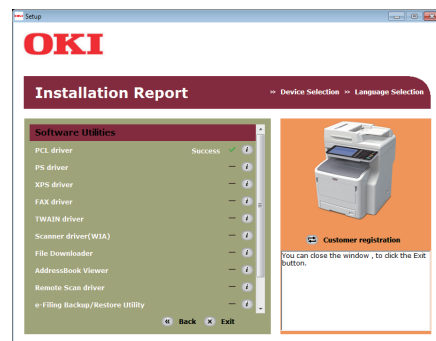 Setup
OKI
Installation Report
» Device Selection » Language Selection
Software Utilities
PCL driver Success
PS driver
XPS driver
FAX driver
TWAIN driver
Scanner driver(WIA)
File Downloader
AddressBook Viewer
Remote Scan driver
e-Filing Backup/Restore Utility
Back Exit
Customer registration
You can close the window , to click the Exit
button.